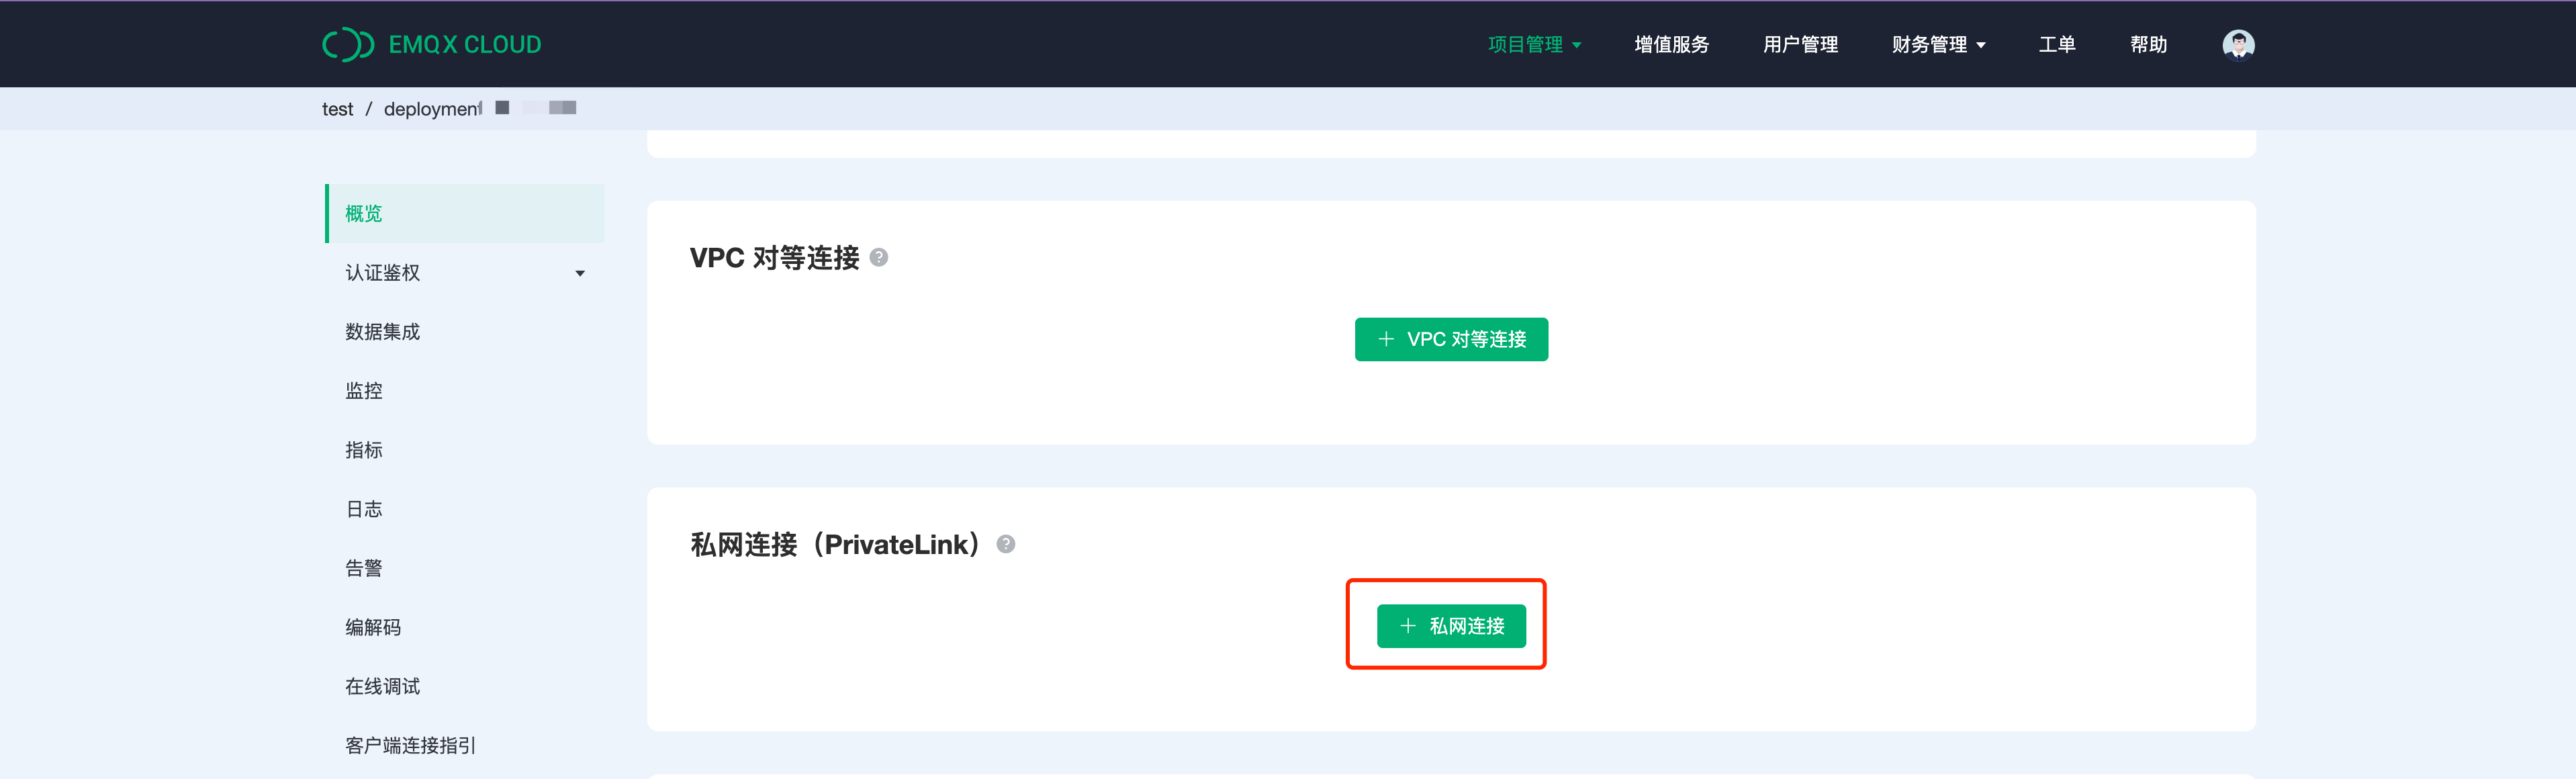 EMQX CLOUD
项目管理 增值服务 用户管理 财务管理 工单 帮助
test / deployment
概览
认证鉴权
数据集成
监控
指标
日志
告警
编解码
在线调试
客户端连接指引
VPC 对等连接 ?
+ VPC 对等连接
私网连接（PrivateLink） ?
+ 私网连接